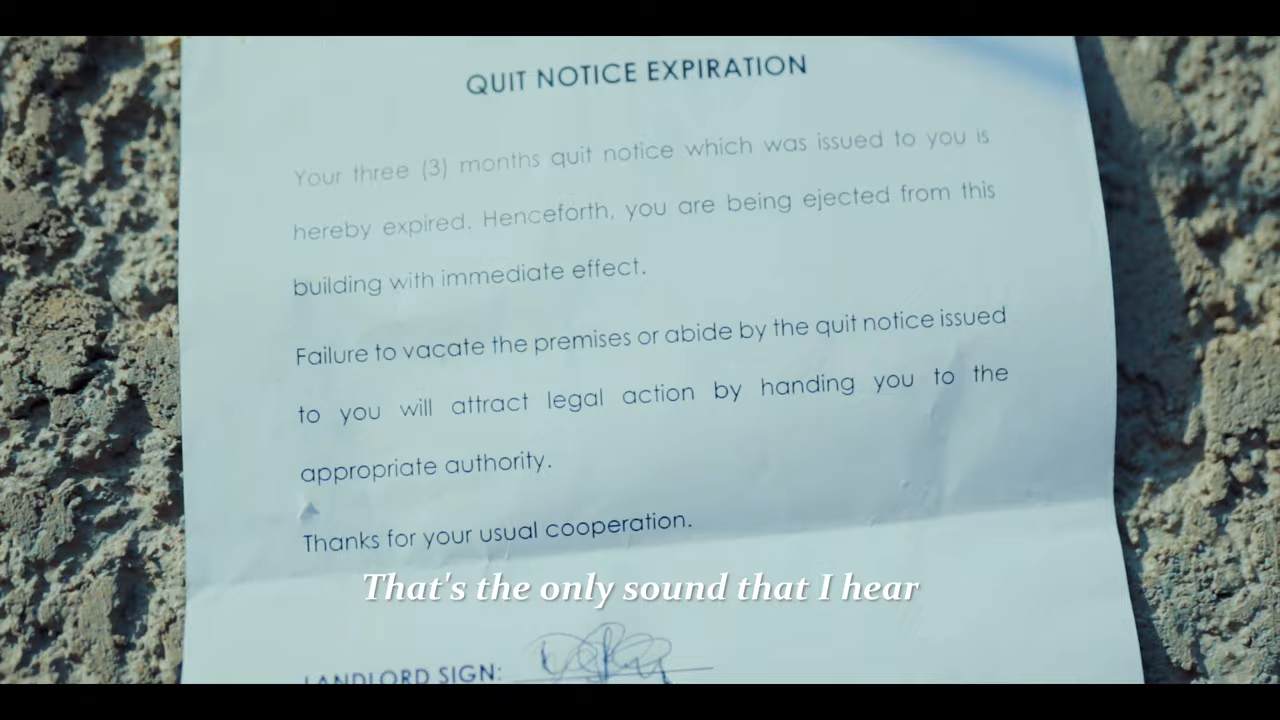 QUIT NOTICE EXPIRATION
Your three (3) months quit notice which was issued to you is
hereby expired. Henceforth, you are being ejected from this
building with immediate effect.
Failure to vacate the premises or abide by the quit notice issued
to you will attract legal action by handing you to the
appropriate authority.
Thanks for your usual cooperation.
That's the only sound that I hear
LANDLORD SIGN: